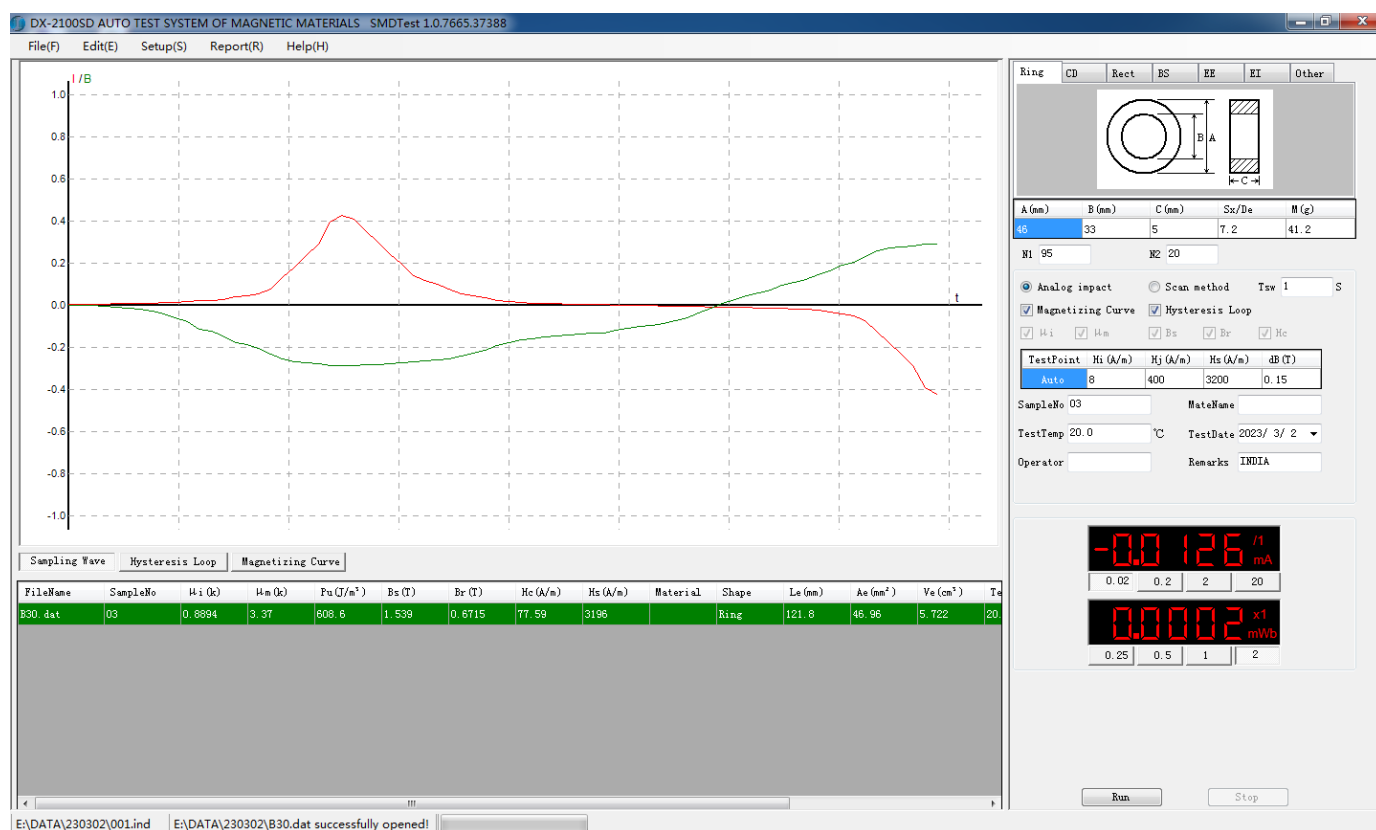 DX-2100SD AUTO TEST SYSTEM OF MAGNETIC MATERIALS   SMDTest 1.0.7665.37388
File(F) Edit(E) Setup(S) Report(R) Help(H)
I /B
1.0
0.8
0.6
0.4
0.2
0.0
t
-0.2
-0.4
-0.6
-0.8
-1.0
Sampling Wave Hysteresis Loop Magnetizing Curve
FileName SampleNo μi(k) μm(k) Pu(J/m³) Bs(T) Br(T) Hc(A/m) Hs(A/m) Material Shape Le(mm) Ae(mm²) Ve(cm³) Te
B30.dat 03 0.8894 3.37 608.6 1.539 0.6715 77.59 3196 Ring 121.8 46.96 5.722 20.
Ring CD Rect BS EE EI Other
B A
C
A(mm) B(mm) C(mm) Sx/De M(g)
46 33 5 7.2 41.2
N1 95 N2 20
Analog impact Scan method Tsw 1 S
Magnetizing Curve Hysteresis Loop
μi μm Bs Br Hc
TestPoint Hi(A/m) Hj(A/m) Hs(A/m) dB(T)
Auto 8 400 3200 0.15
SampleNo 03 MateName
TestTemp 20.0 °C TestDate 2023/ 3/ 2
Operator Remarks INDIA
-0.0126 /1 mA
0.02 0.2 2 20
0.0002 x1 mWb
0.25 0.5 1 2
Run Stop
E:\DATA\230302\001.ind E:\DATA\230302\B30.dat successfully opened!